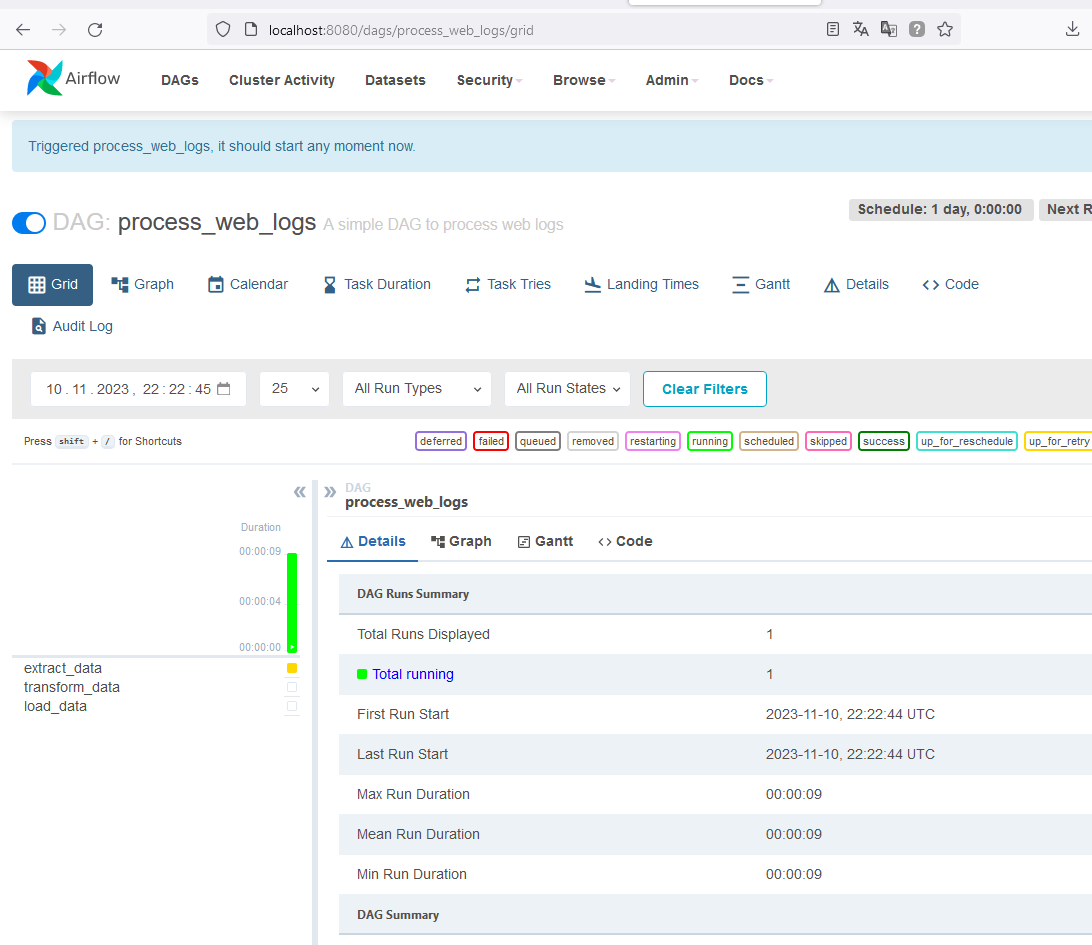 localhost:8080/dags/process_web_logs/grid
Airflow DAGs Cluster Activity Datasets Security Browse Admin Docs
Triggered process_web_logs, it should start any moment now.
DAG: process_web_logs A simple DAG to process web logs
Schedule: 1 day, 0:00:00 Next R
Grid Graph Calendar Task Duration Task Tries Landing Times Gantt Details <> Code
Audit Log
10 . 11 . 2023 , 22 : 22 : 45 25 All Run Types All Run States Clear Filters
Press shift + / for Shortcuts deferred failed queued removed restarting running scheduled skipped success up_for_reschedule up_for_retry
« » DAG
process_web_logs
Duration
00:00:09
00:00:04
00:00:00
extract_data
transform_data
load_data
Details Graph Gantt <> Code
DAG Runs Summary
Total Runs Displayed 1
Total running 1
First Run Start 2023-11-10, 22:22:44 UTC
Last Run Start 2023-11-10, 22:22:44 UTC
Max Run Duration 00:00:09
Mean Run Duration 00:00:09
Min Run Duration 00:00:09
DAG Summary